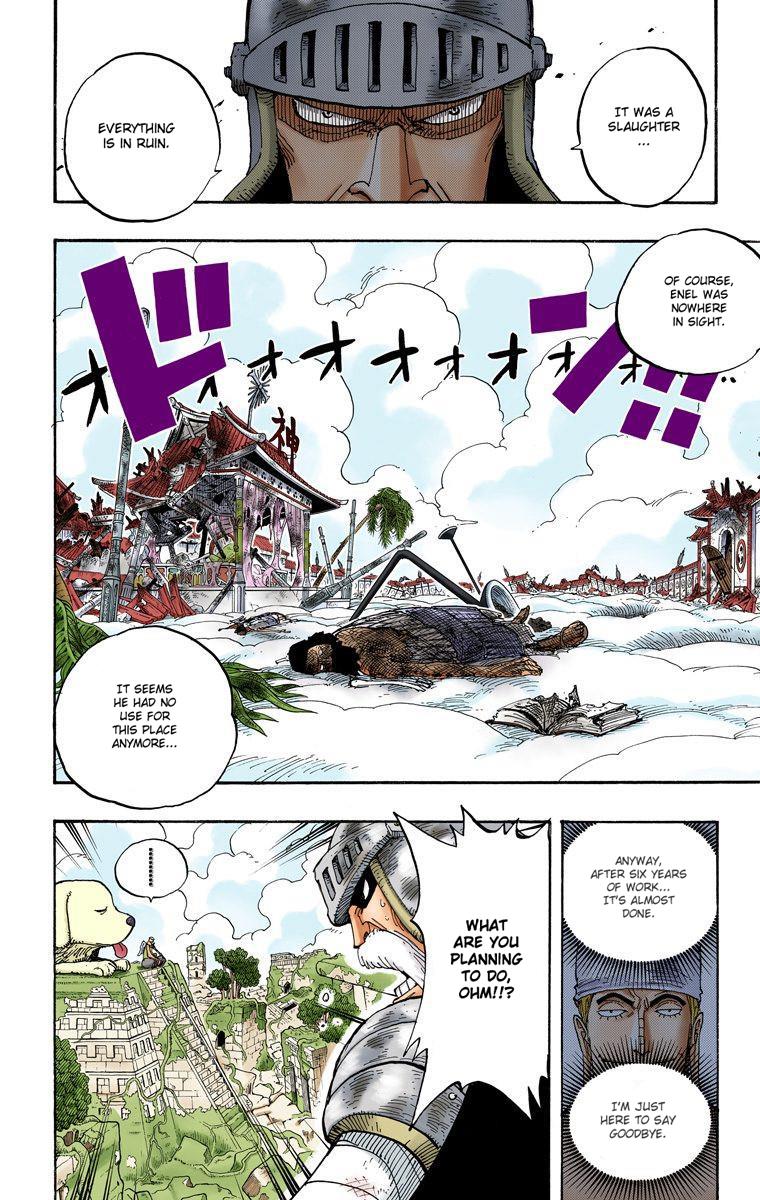 EVERYTHING
IS IN RUIN.
IT WAS A
SLAUGHTER
...
OF COURSE,
ENEL WAS
NOWHERE
IN SIGHT.
ドオオオオオオオオオン!!!
神
IT SEEMS
HE HAD NO
USE FOR
THIS PLACE
ANYMORE...
.........
WHAT
ARE YOU
PLANNING
TO DO,
OHM!!?
ANYWAY,
AFTER SIX YEARS
OF WORK...
IT'S ALMOST
DONE.
I'M JUST
HERE TO SAY
GOODBYE.